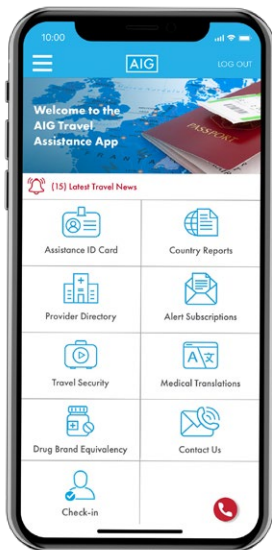 10:00
AIG
LOG OUT
Welcome to the
AIG Travel
Assistance App
PASSPORT
(15) Latest Travel News
Assistance ID Card
Country Reports
Provider Directory
Alert Subscriptions
Travel Security
A
文
Medical Translations
Drug Brand Equivalency
Contact Us
Check-in